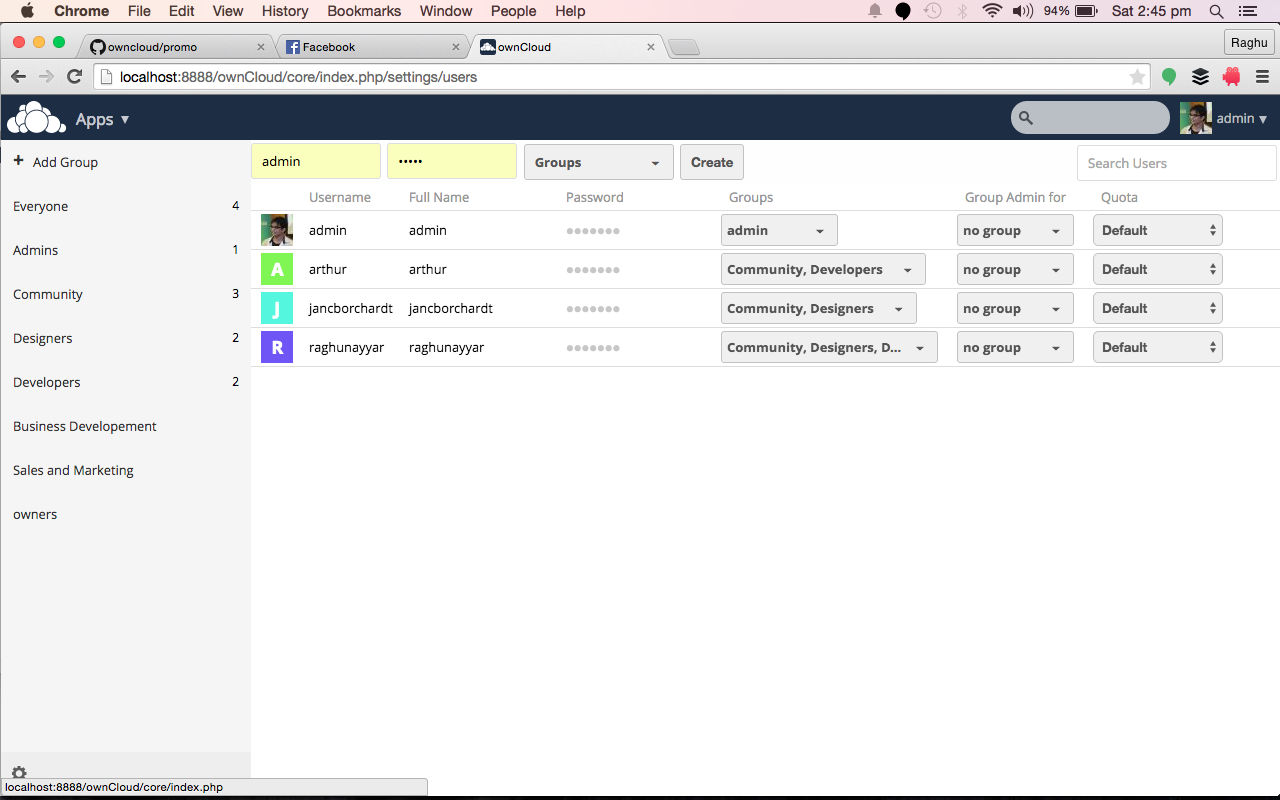 Chrome File Edit View History Bookmarks Window People Help 94% Sat 2:45 pm
owncloud/promo Facebook ownCloud Raghu
localhost:8888/ownCloud/core/index.php/settings/users
Apps admin
Add Group admin ••••• Groups Create Search Users
Username Full Name Password Groups Group Admin for Quota
Everyone 4
admin admin ●●●●●●● admin no group Default
Admins 1
A arthur arthur ●●●●●●● Community, Developers no group Default
Community 3
J jancborchardt jancborchardt ●●●●●●● Community, Designers no group Default
Designers 2
R raghunayyar raghunayyar ●●●●●●● Community, Designers, D... no group Default
Developers 2
Business Developement
Sales and Marketing
owners
localhost:8888/ownCloud/core/index.php